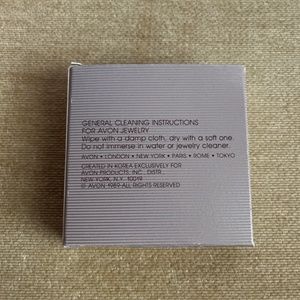 GENERAL CLEANING INSTRUCTIONS
FOR AVON JEWELRY
Wipe with a damp cloth, dry with a soft one.
Do not immerse in water or jewelry cleaner.
AVON • LONDON • NEW YORK • PARIS • ROME • TOKYO
CREATED IN KOREA EXCLUSIVELY FOR
AVON PRODUCTS, INC., DISTR.,
NEW YORK, N.Y. 10019
© AVON 1989 ALL RIGHTS RESERVED